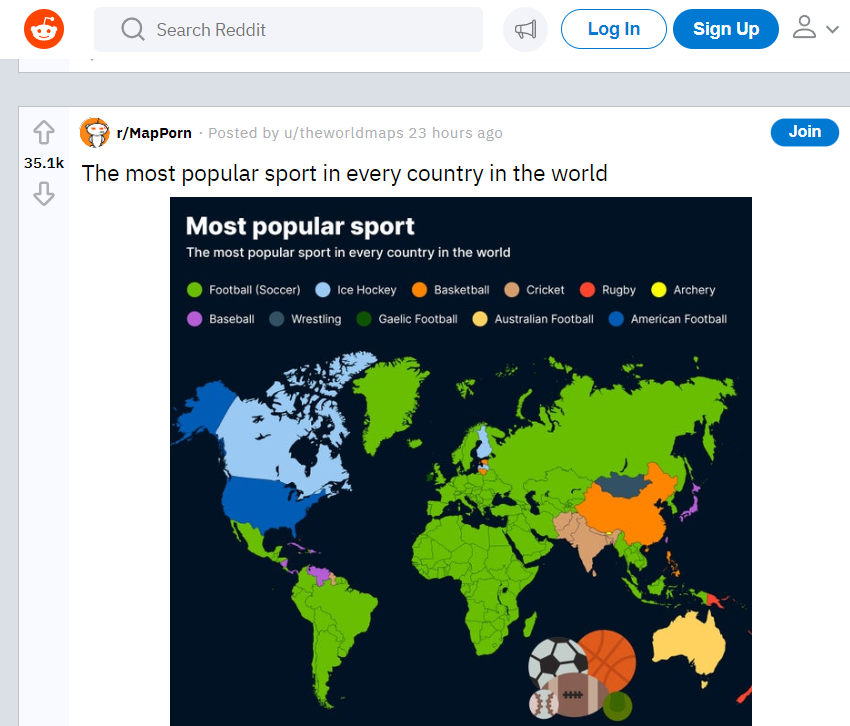 Search Reddit
Log In
Sign Up
r/MapPorn · Posted by u/theworldmaps 23 hours ago
Join
35.1k
The most popular sport in every country in the world
Most popular sport
The most popular sport in every country in the world
Football (Soccer) Ice Hockey Basketball Cricket Rugby Archery
Baseball Wrestling Gaelic Football Australian Football American Football